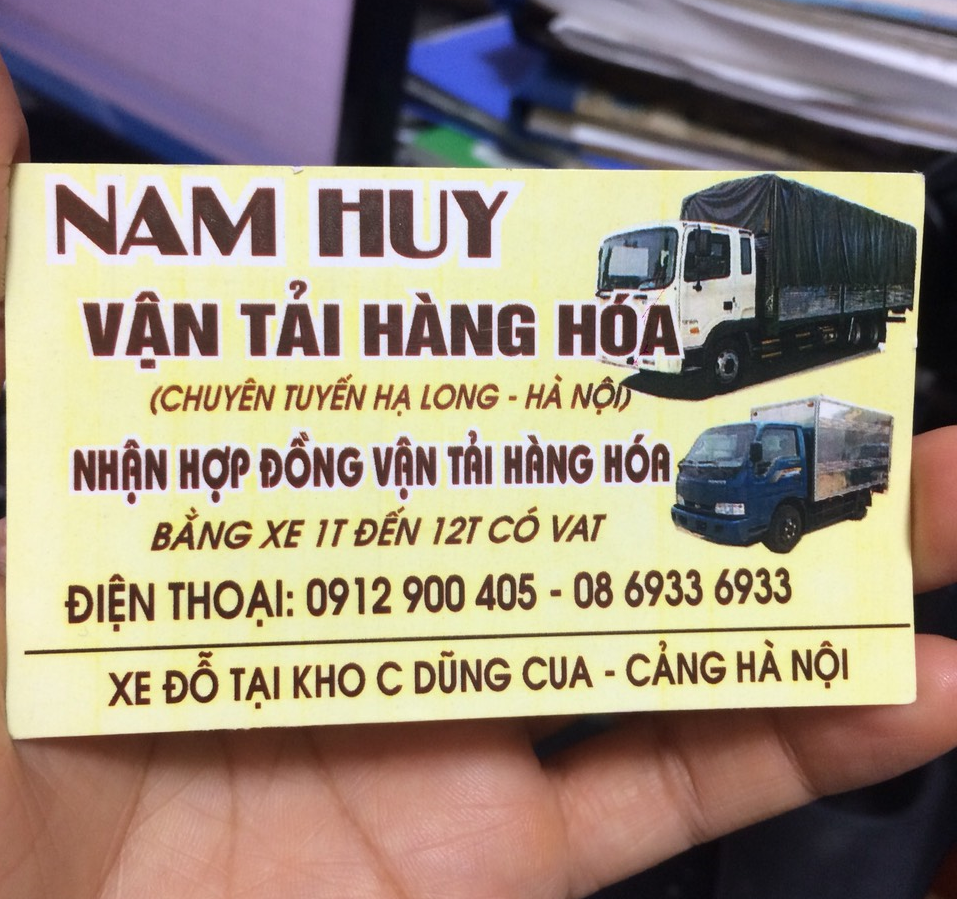 NAM HUY
VẬN TẢI HÀNG HÓA
(CHUYÊN TUYẾN HẠ LONG - HÀ NỘI)
NHẬN HỢP ĐỒNG VẬN TẢI HÀNG HÓA
BẰNG XE 1T ĐẾN 12T CÓ VAT
ĐIỆN THOẠI: 0912 900 405 - 08 6933 6933
XE ĐỖ TẠI KHO C DŨNG CUA - CẢNG HÀ NỘI